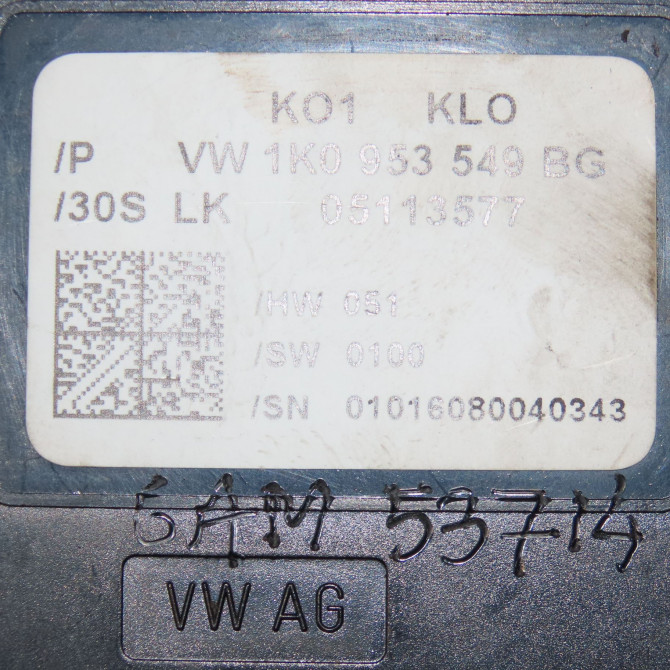 KO1 KLO
/P VW 1K0 953 549 BG
/30S LK 05113577
/HW 051
/SW 0100
/SN 01016080040343
6AM 53714
VW AG